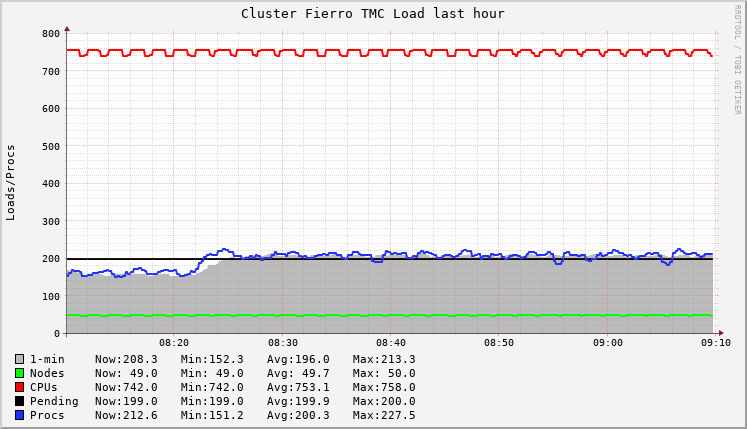 Cluster Fierro TMC Load last hour
RRDTOOL / TOBI OETIKER
Loads/Procs
800
700
600
500
400
300
200
100
0
08:20 08:30 08:40 08:50 09:00 09:10
1-min Now:208.3 Min:152.3 Avg:196.0 Max:213.3
Nodes Now: 49.0 Min: 49.0 Avg: 49.7 Max: 50.0
CPUs Now:742.0 Min:742.0 Avg:753.1 Max:758.0
Pending Now:199.0 Min:199.0 Avg:199.9 Max:200.0
Procs Now:212.6 Min:151.2 Avg:200.3 Max:227.5